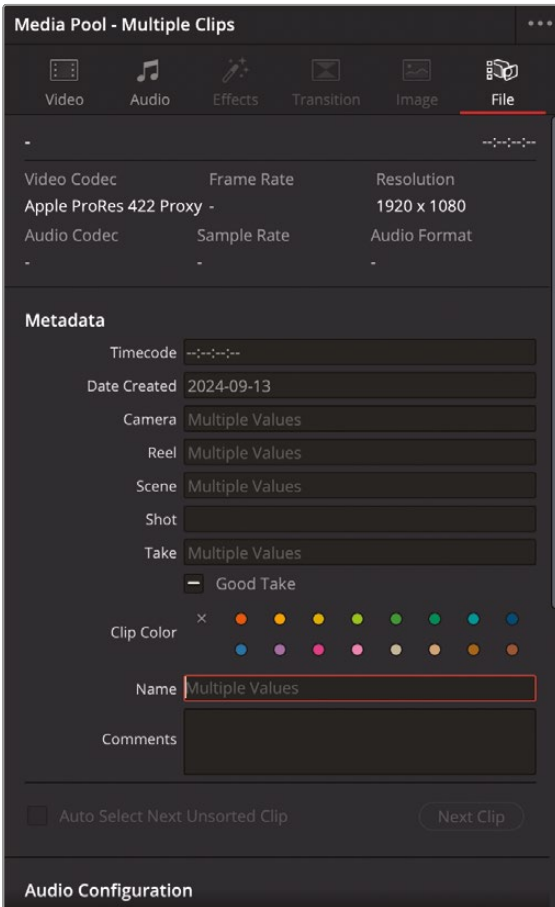 Media Pool - Multiple Clips
Video Audio Effects Transition Image File
- --:--:--:--
Video Codec Frame Rate Resolution
Apple ProRes 422 Proxy - 1920 x 1080
Audio Codec Sample Rate Audio Format
- - -
Metadata
Timecode --:--:--:--
Date Created 2024-09-13
Camera Multiple Values
Reel Multiple Values
Scene Multiple Values
Shot
Take Multiple Values
Good Take
Clip Color
Name Multiple Values
Comments
Auto Select Next Unsorted Clip Next Clip
Audio Configuration